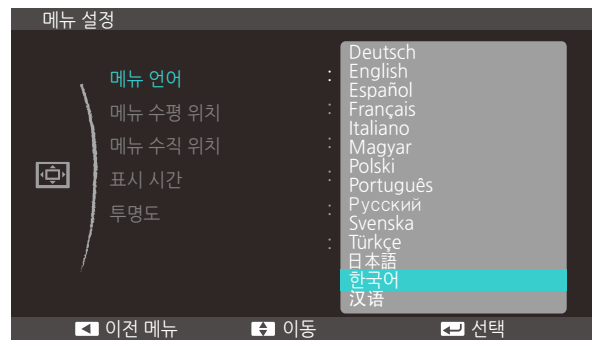 메뉴 설정
메뉴 언어 :
메뉴 수평 위치 :
메뉴 수직 위치 :
표시 시간 :
투명도 :
:
Deutsch
English
Español
Français
Italiano
Magyar
Polski
Português
Русский
Svenska
Türkçe
日本語
한국어
汉语
이전 메뉴 이동 선택